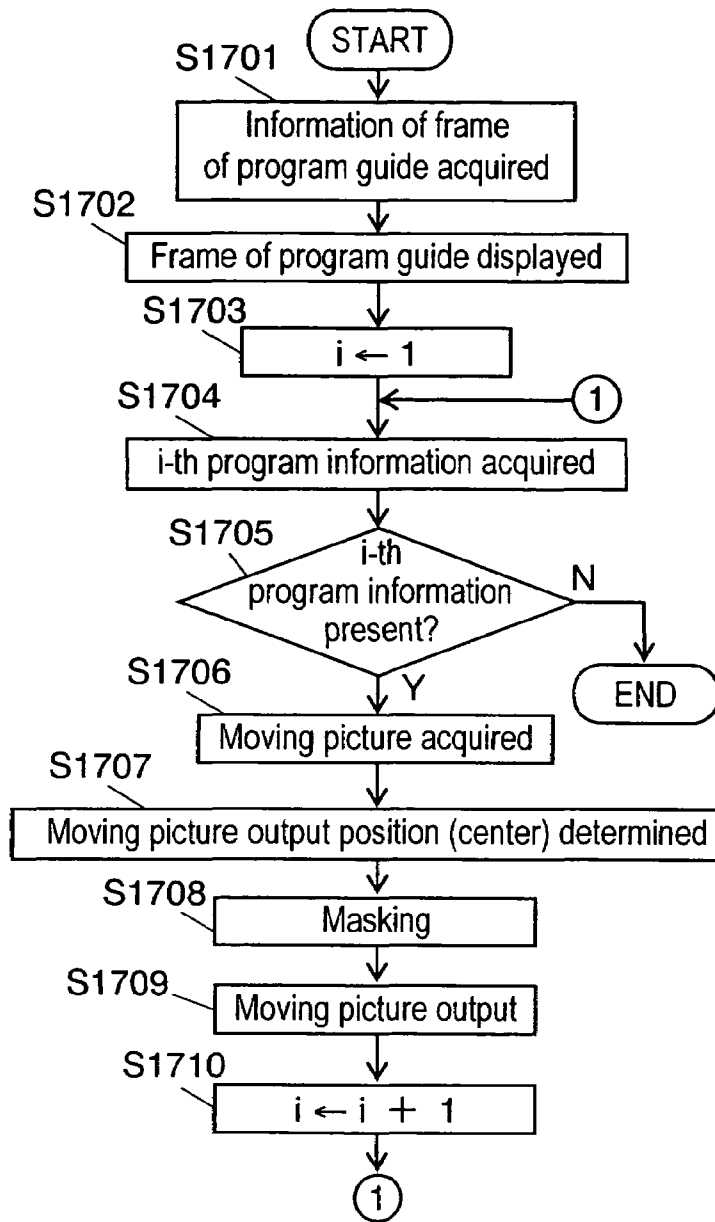 START
S1701
Information of frame
of program guide acquired
S1702
Frame of program guide displayed
S1703
i ← 1
1
S1704
i-th program information acquired
S1705
i-th
program information
present?
N
END
Y
S1706
Moving picture acquired
S1707
Moving picture output position (center) determined
S1708
Masking
S1709
Moving picture output
S1710
i ← i + 1
1